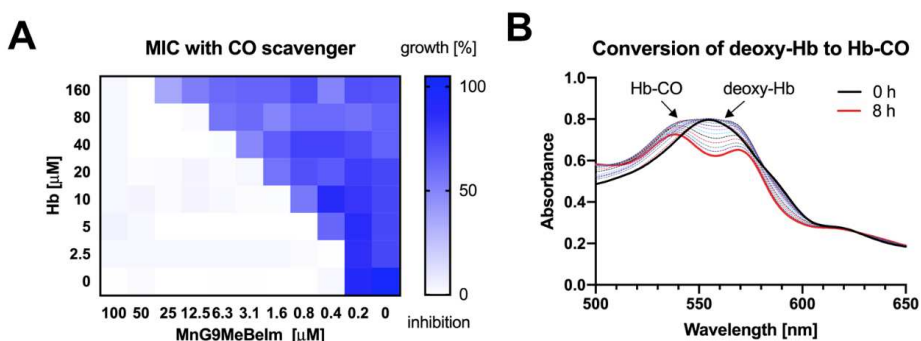 A
MIC with CO scavenger
growth [%]
Hb [µM]
160
80
40
20
10
5
2.5
0
100 50 25 12.5 6.3 3.1 1.6 0.8 0.4 0.2 0
MnG9MeBelm [µM]
100
50
0
inhibition
B
Conversion of deoxy-Hb to Hb-CO
Hb-CO
deoxy-Hb
0 h
8 h
Absorbance
1.0
0.8
0.6
0.4
0.2
0.0
500 550 600 650
Wavelength [nm]